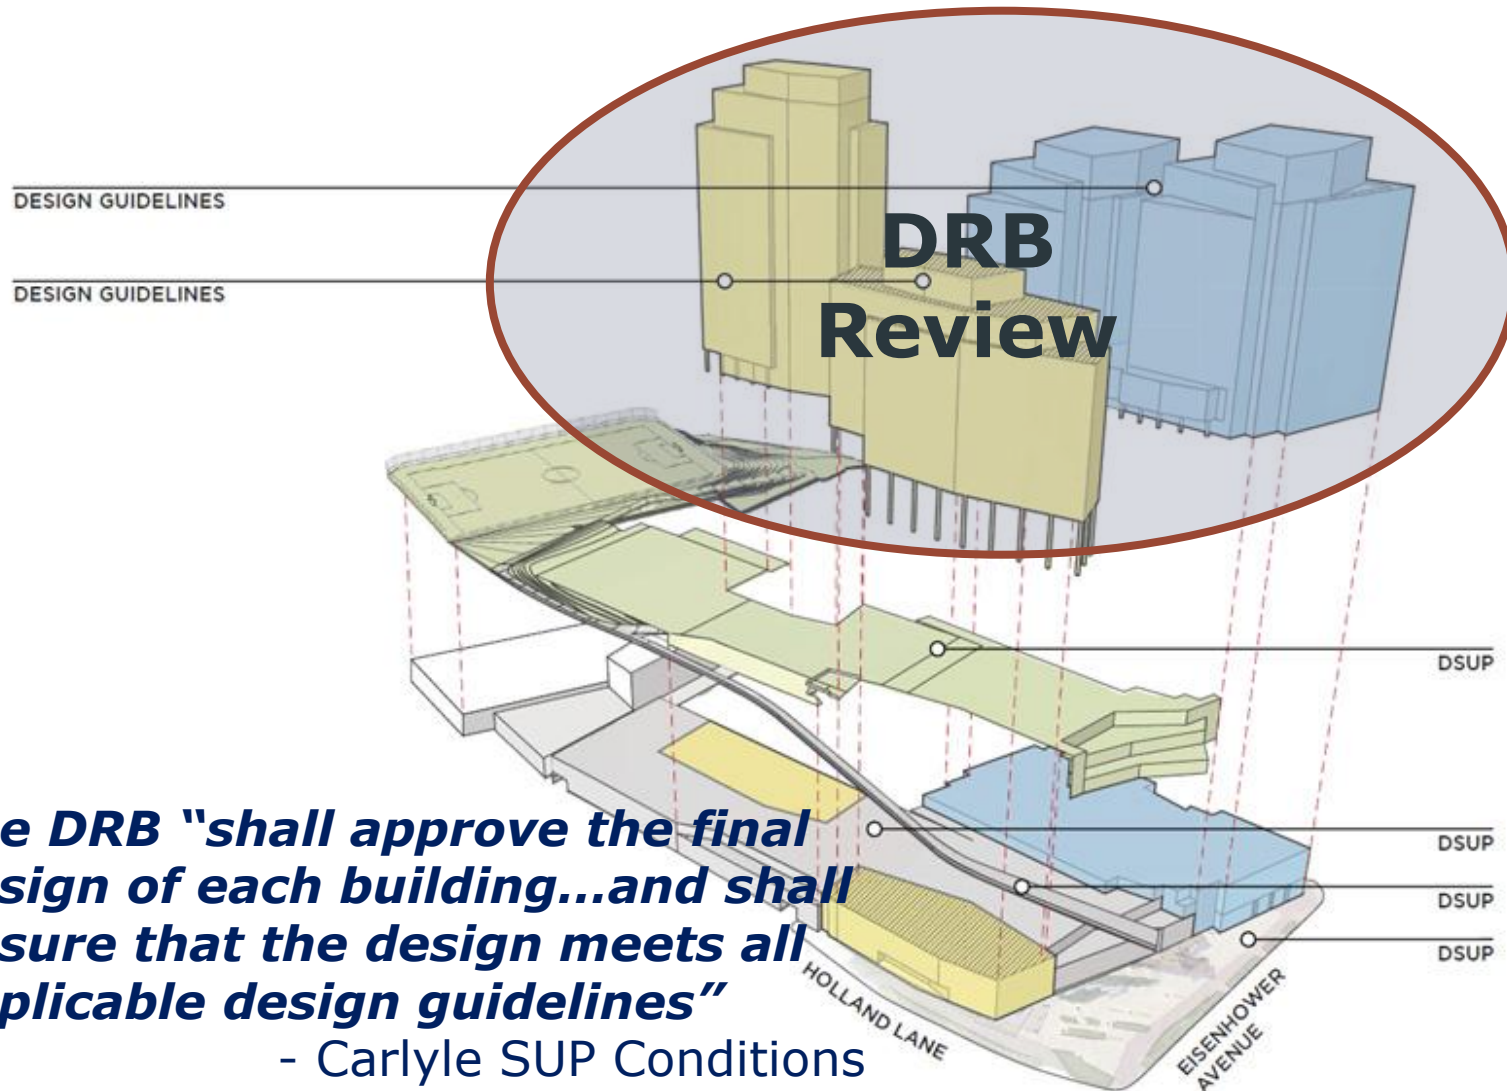 DESIGN GUIDELINES
DESIGN GUIDELINES
DRB
Review
DSUP
DSUP
DSUP
DSUP
e DRB “shall approve the final
sign of each building…and shall
sure that the design meets all
plicable design guidelines”
- Carlyle SUP Conditions
HOLLAND LANE
EISENHOWER
AVENUE